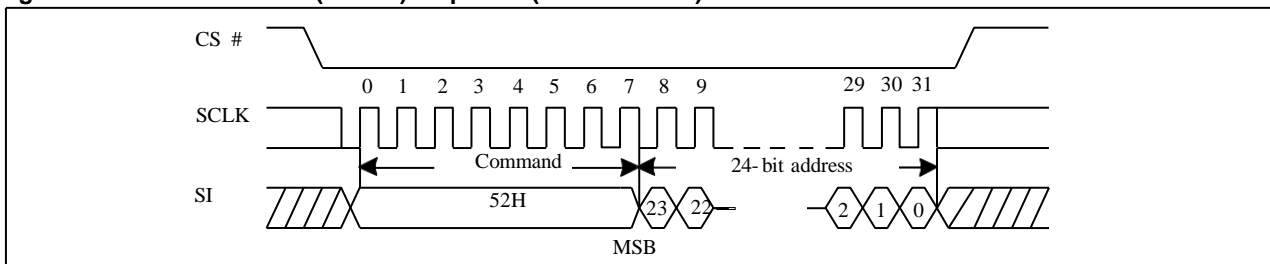 CS #
0 1 2 3 4 5 6 7 8 9 29 30 31
SCLK
Command 24-bit address
SI 52H 23 22 2 1 0
MSB